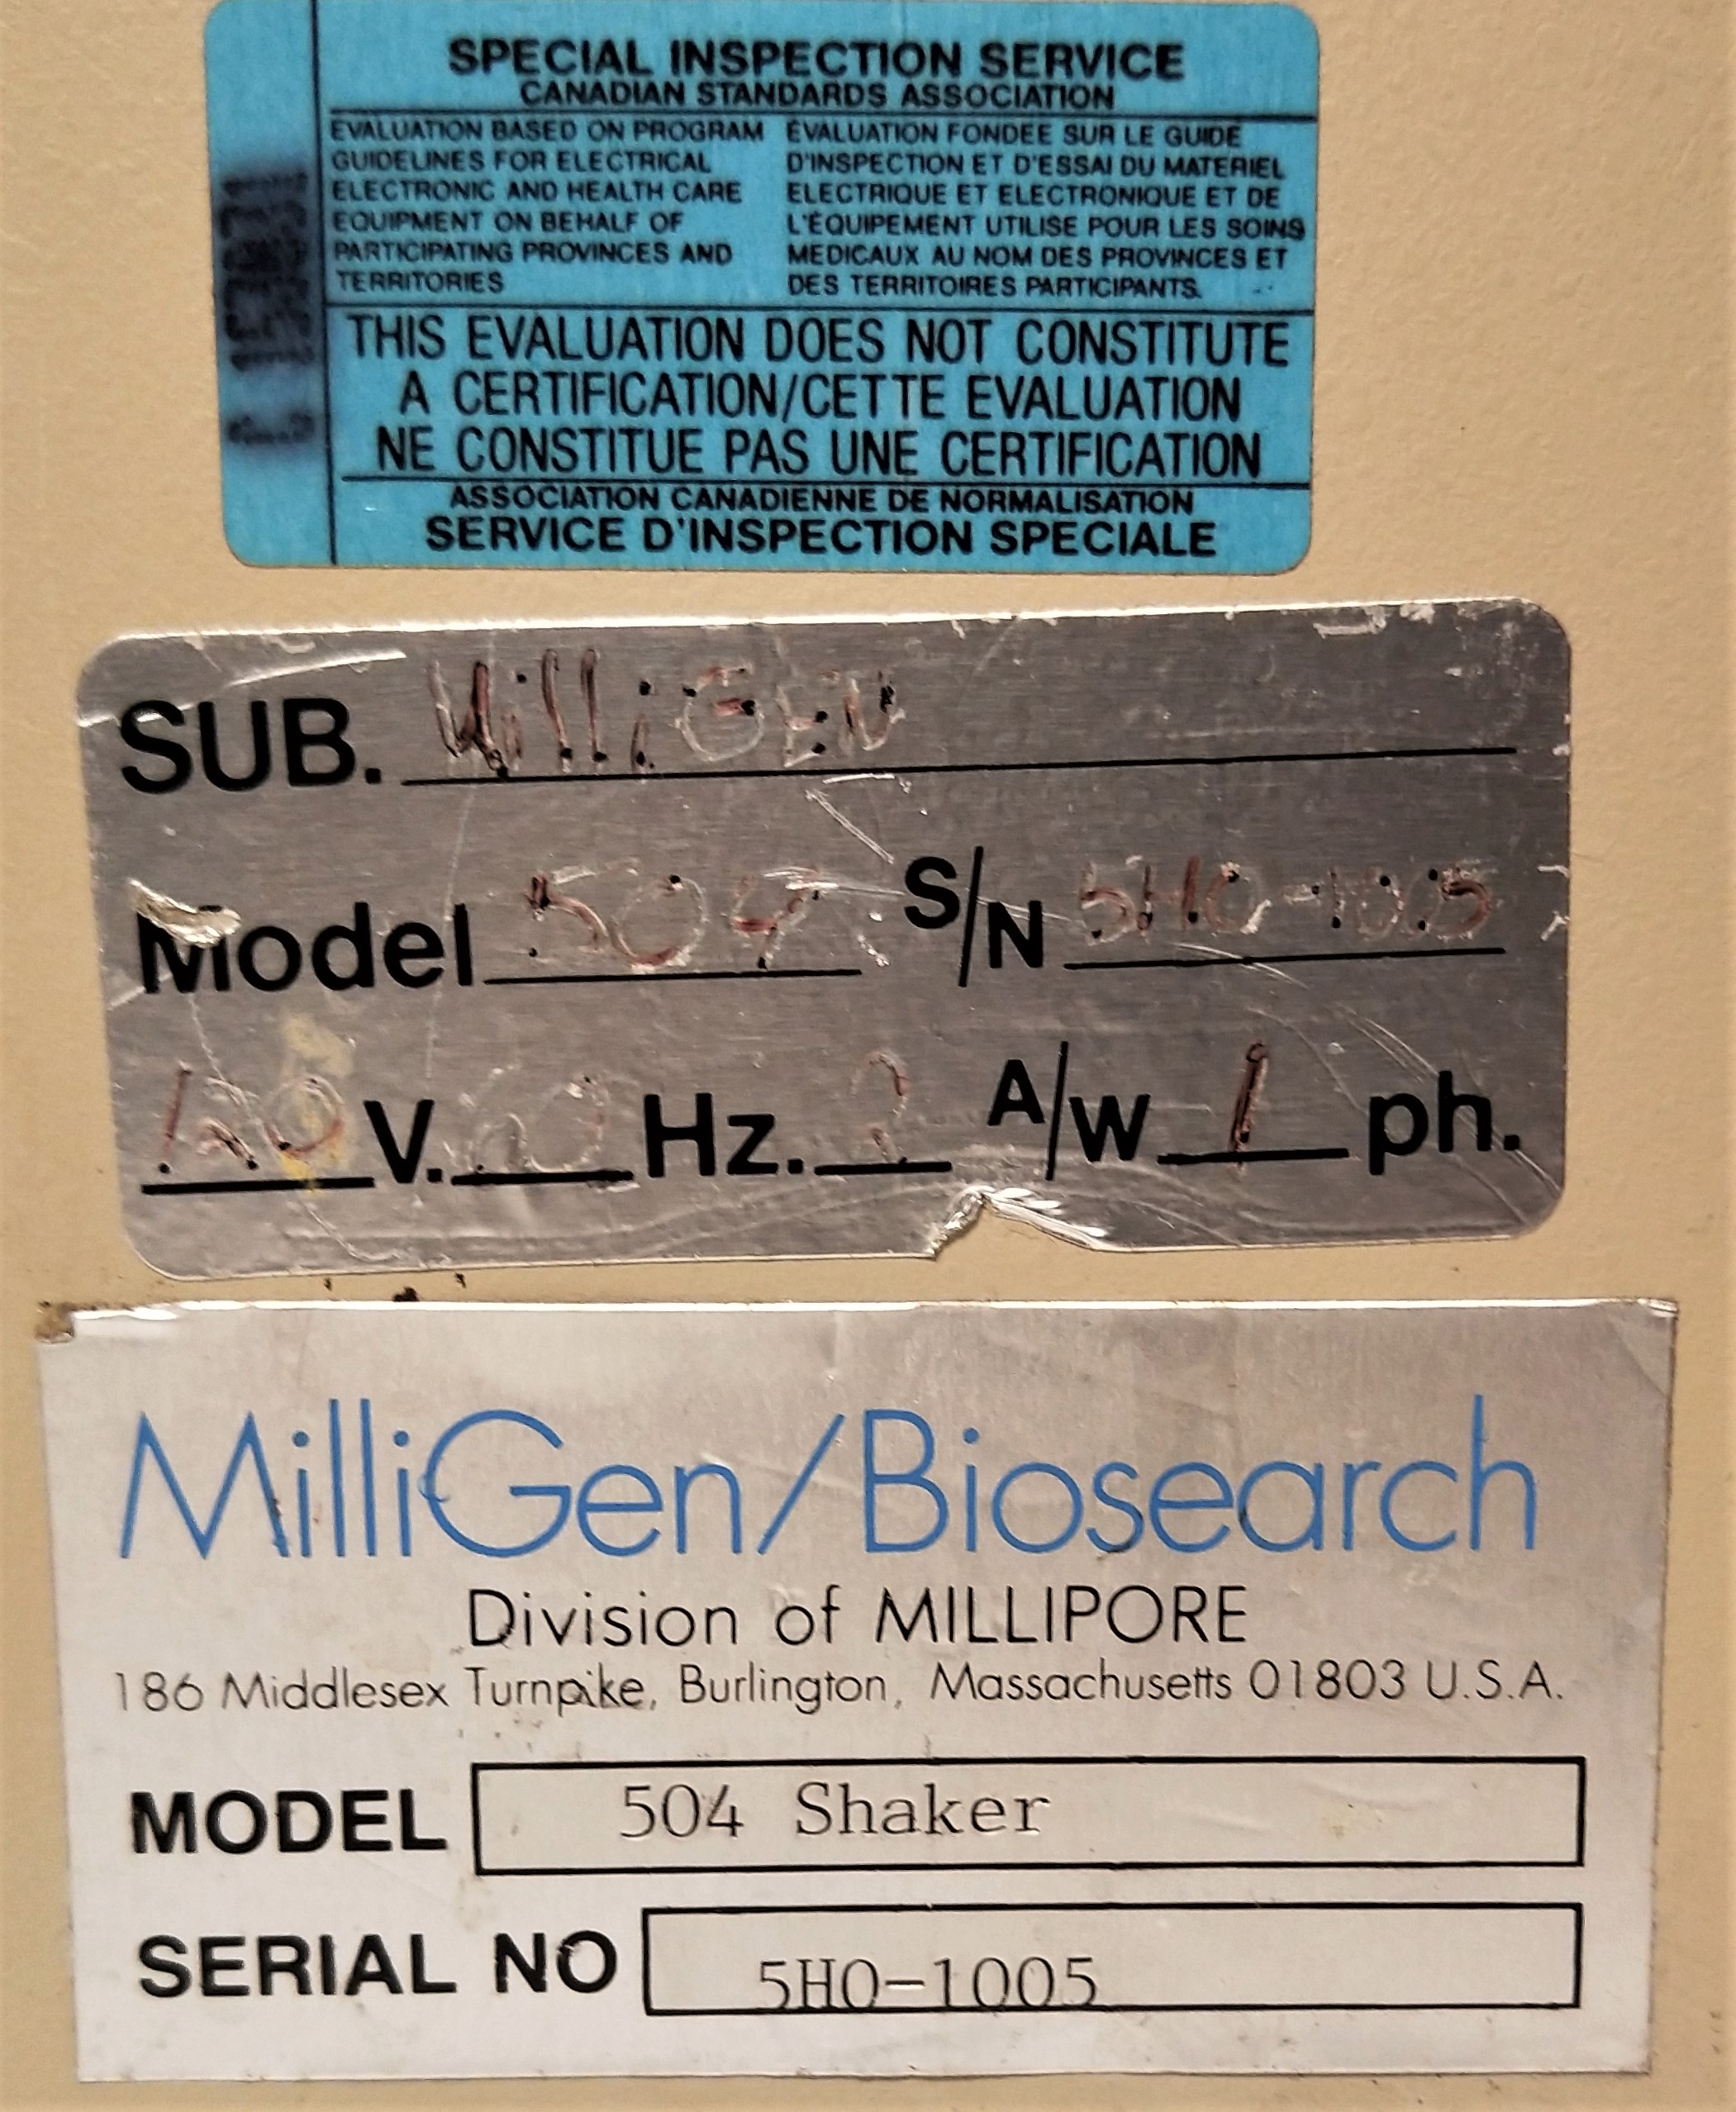 SPECIAL INSPECTION SERVICE
CANADIAN STANDARDS ASSOCIATION
EVALUATION BASED ON PROGRAM
GUIDELINES FOR ELECTRICAL
ELECTRONIC AND HEALTH CARE
EQUIPMENT ON BEHALF OF
PARTICIPATING PROVINCES AND
TERRITORIES
ÉVALUATION FONDEE SUR LE GUIDE
D'INSPECTION ET D'ESSAI DU MATERIEL
ELECTRIQUE ET ELECTRONIQUE ET DE
L'ÉQUIPEMENT UTILISE POUR LES SOINS
MEDICAUX AU NOM DES PROVINCES ET
DES TERRITOIRES PARTICIPANTS.
THIS EVALUATION DOES NOT CONSTITUTE
A CERTIFICATION/CETTE EVALUATION
NE CONSTITUE PAS UNE CERTIFICATION
ASSOCIATION CANADIENNE DE NORMALISATION
SERVICE D'INSPECTION SPECIALE
SUB. MilliGEN
Model 504 S/N 5HO-1005
120 V. 60 Hz. 2 A/W 1 ph.
MilliGen/Biosearch
Division of MILLIPORE
186 Middlesex Turnpike, Burlington, Massachusetts 01803 U.S.A.
MODEL 504 Shaker
SERIAL NO 5HO-1005